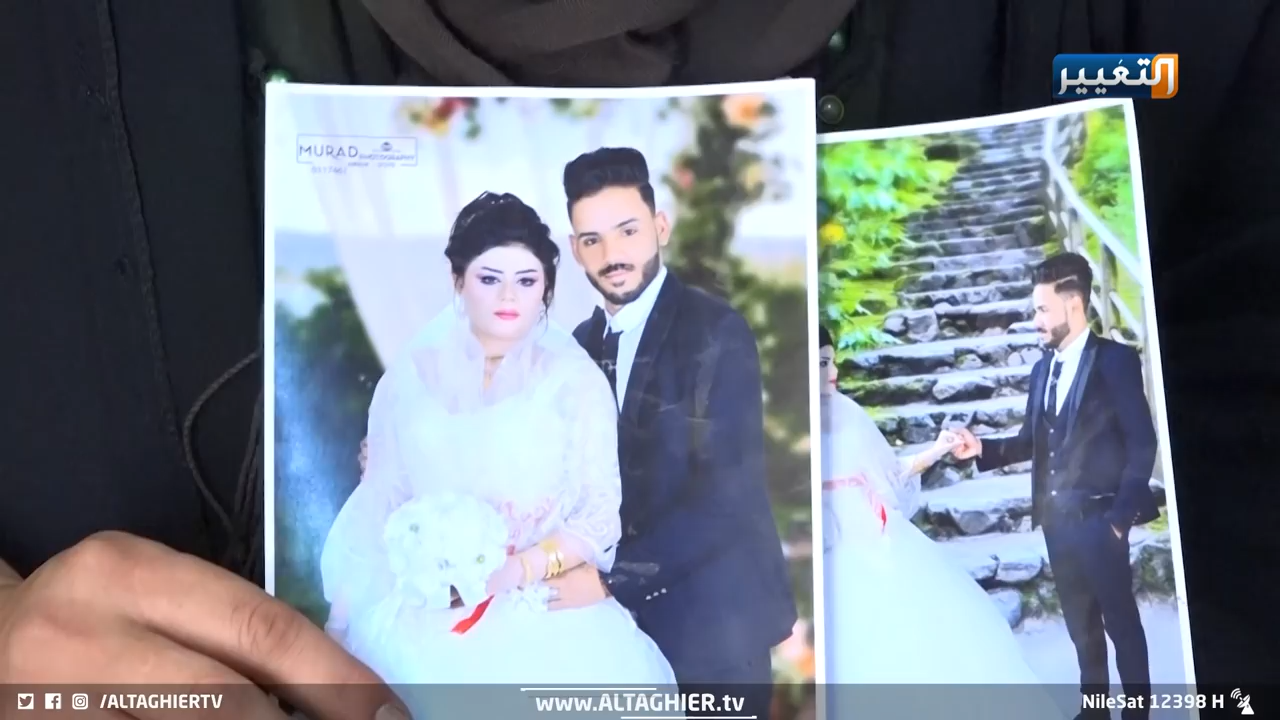 التغيير
MURAD
PHOTOGRAPHY
/ALTAGHIERTV
www.ALTAGHIER.tv
NileSat 12398 H